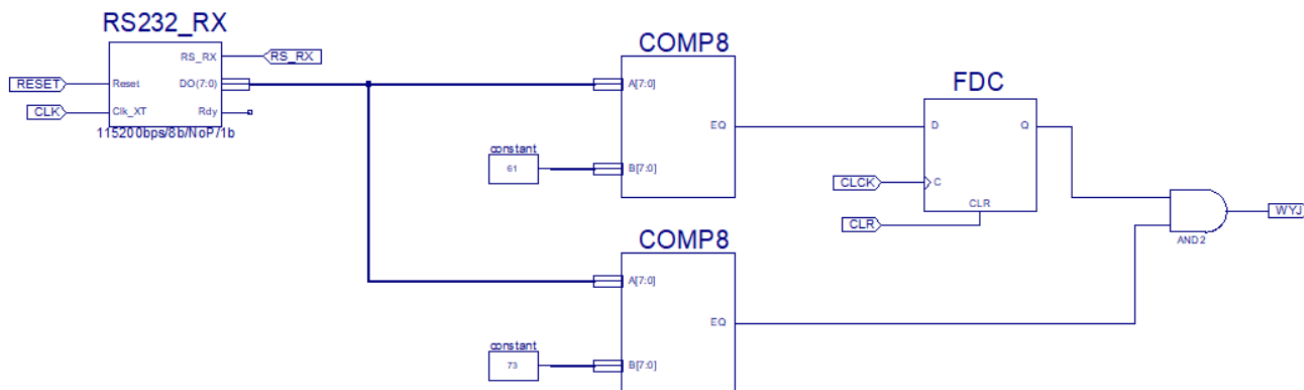 RS232_RX
RS_RX
RS_RX
RESET
Reset
DO(7:0)
CLK
Clk_XT
Rdy
115200bps/8b/NoP/1b
COMP8
A[7:0]
EQ
constant
61
B[7:0]
FDC
D
Q
CLCK
C
CLR
CLR
AND2
WYJ
COMP8
A[7:0]
EQ
constant
73
B[7:0]